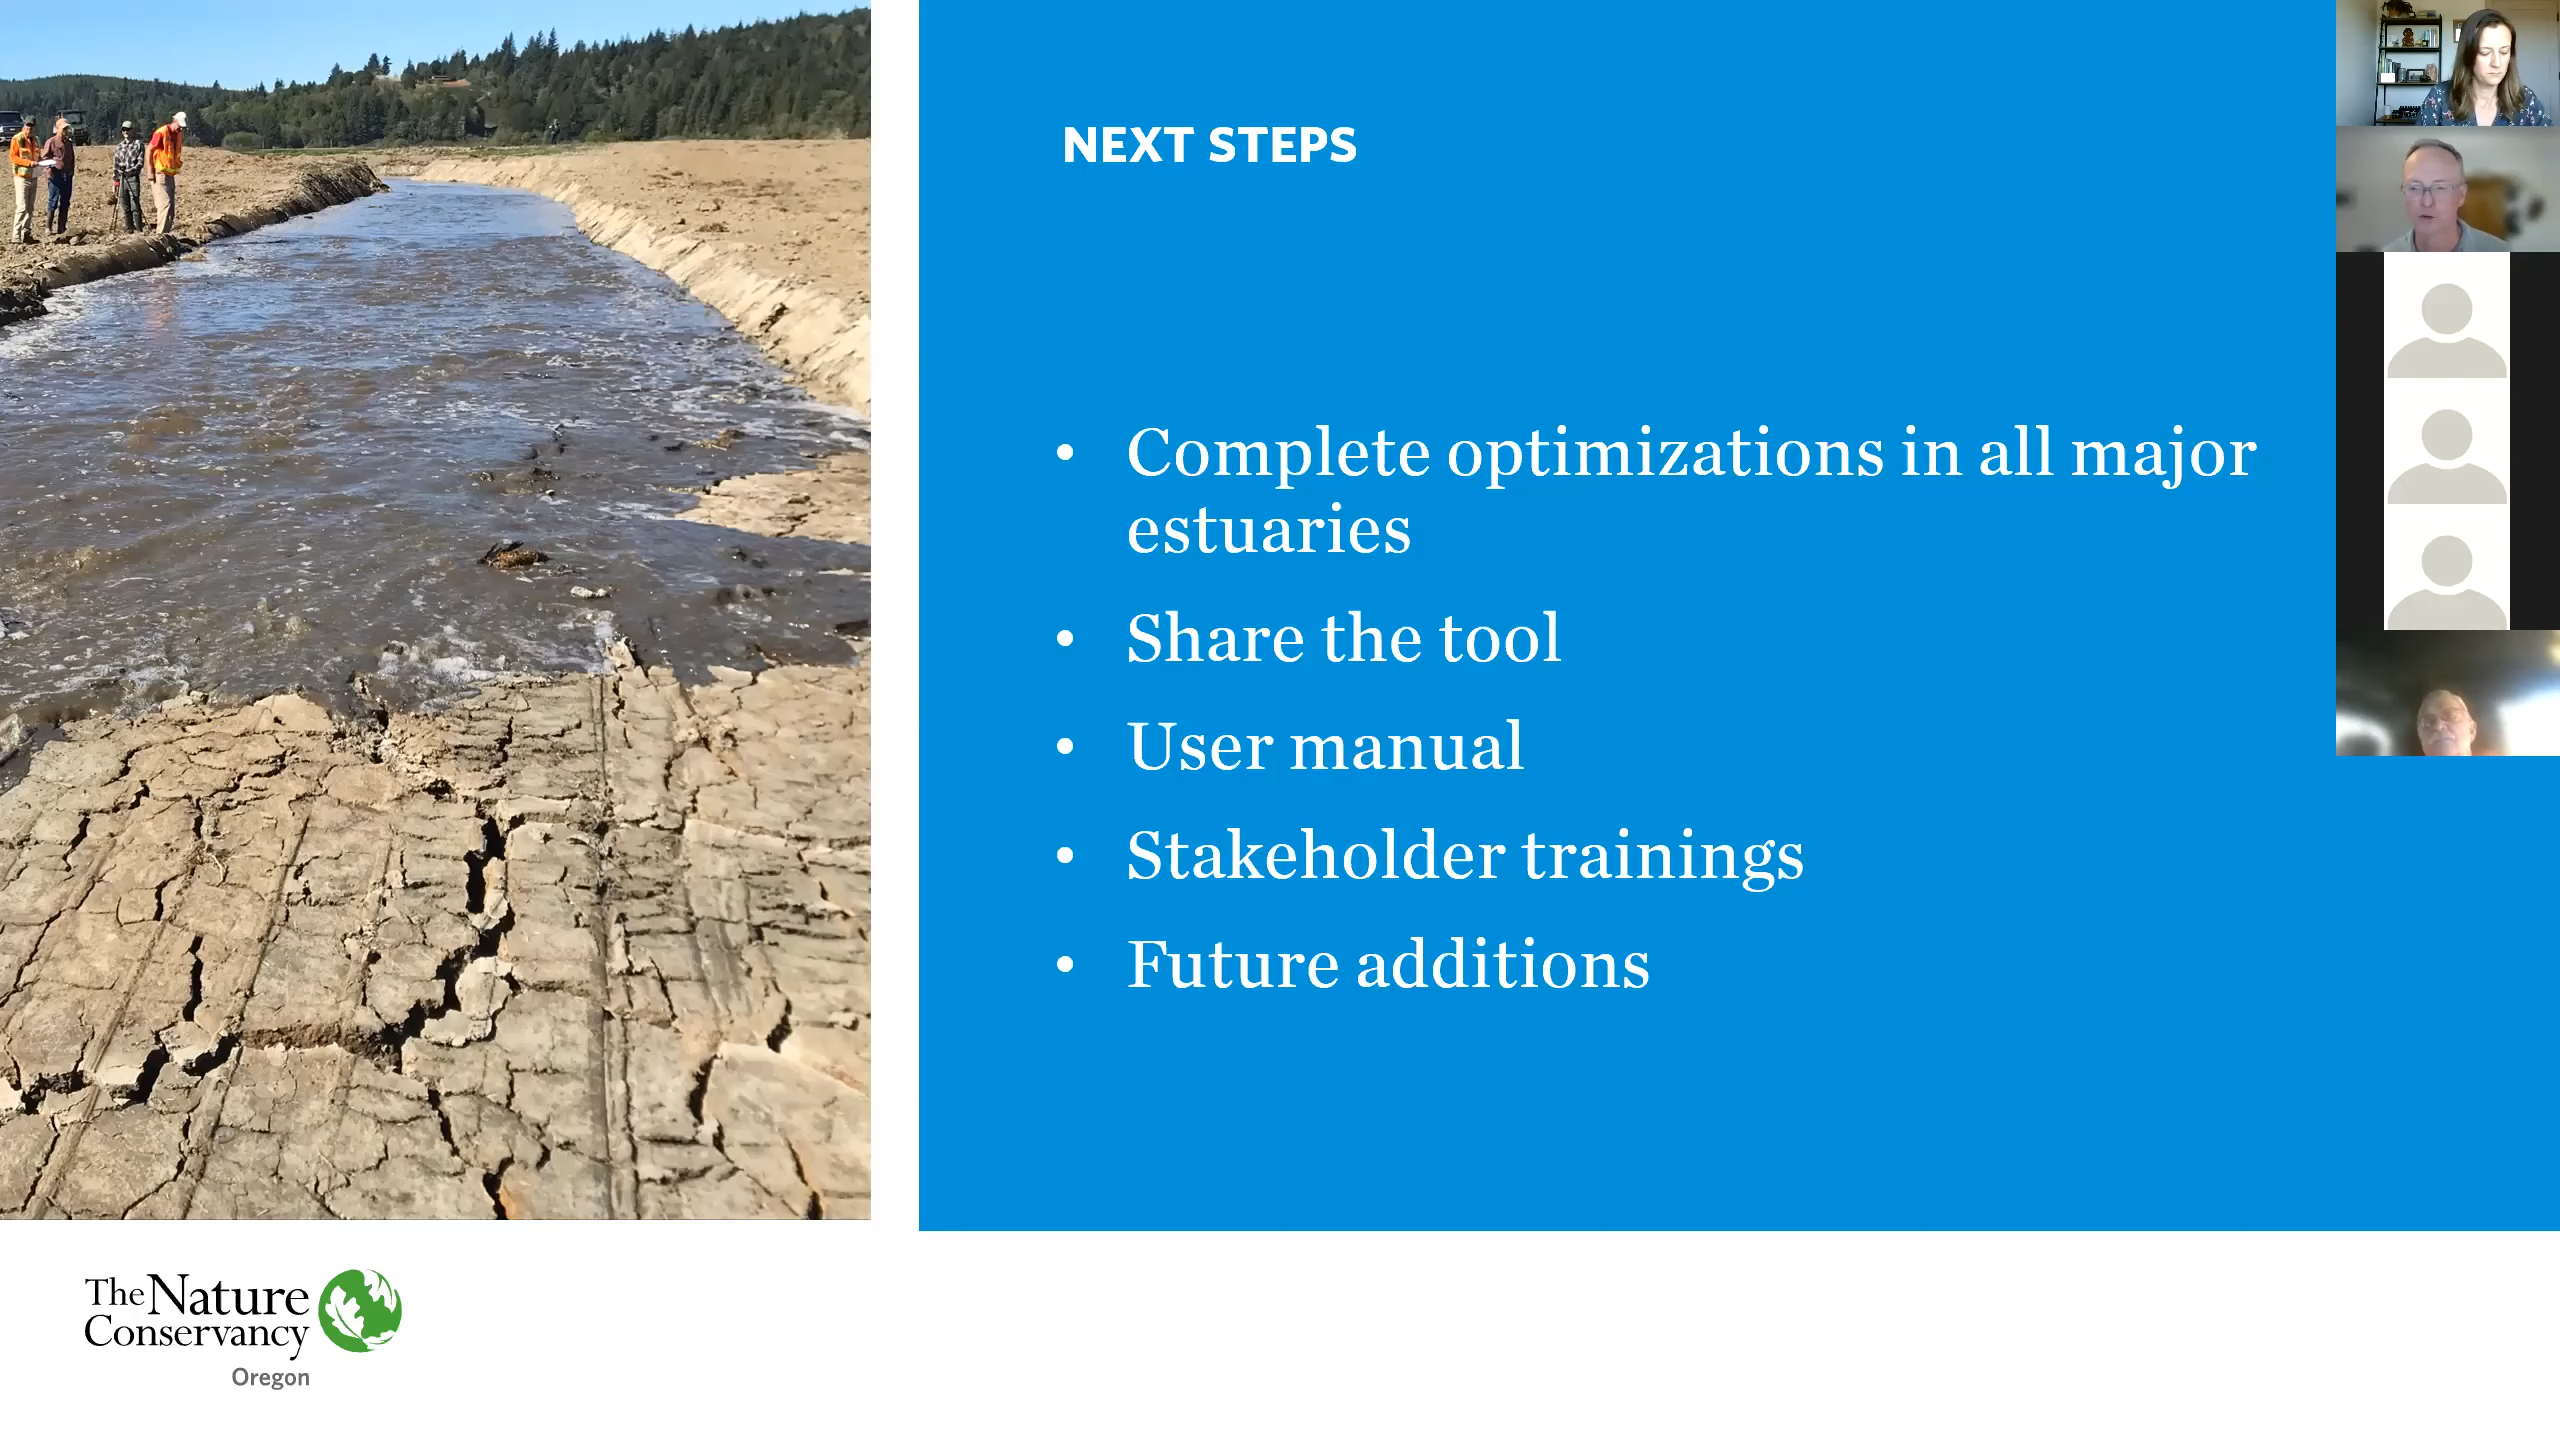 NEXT STEPS
• Complete optimizations in all major
estuaries
• Share the tool
• User manual
• Stakeholder trainings
• Future additions
The Nature
Conservancy
Oregon